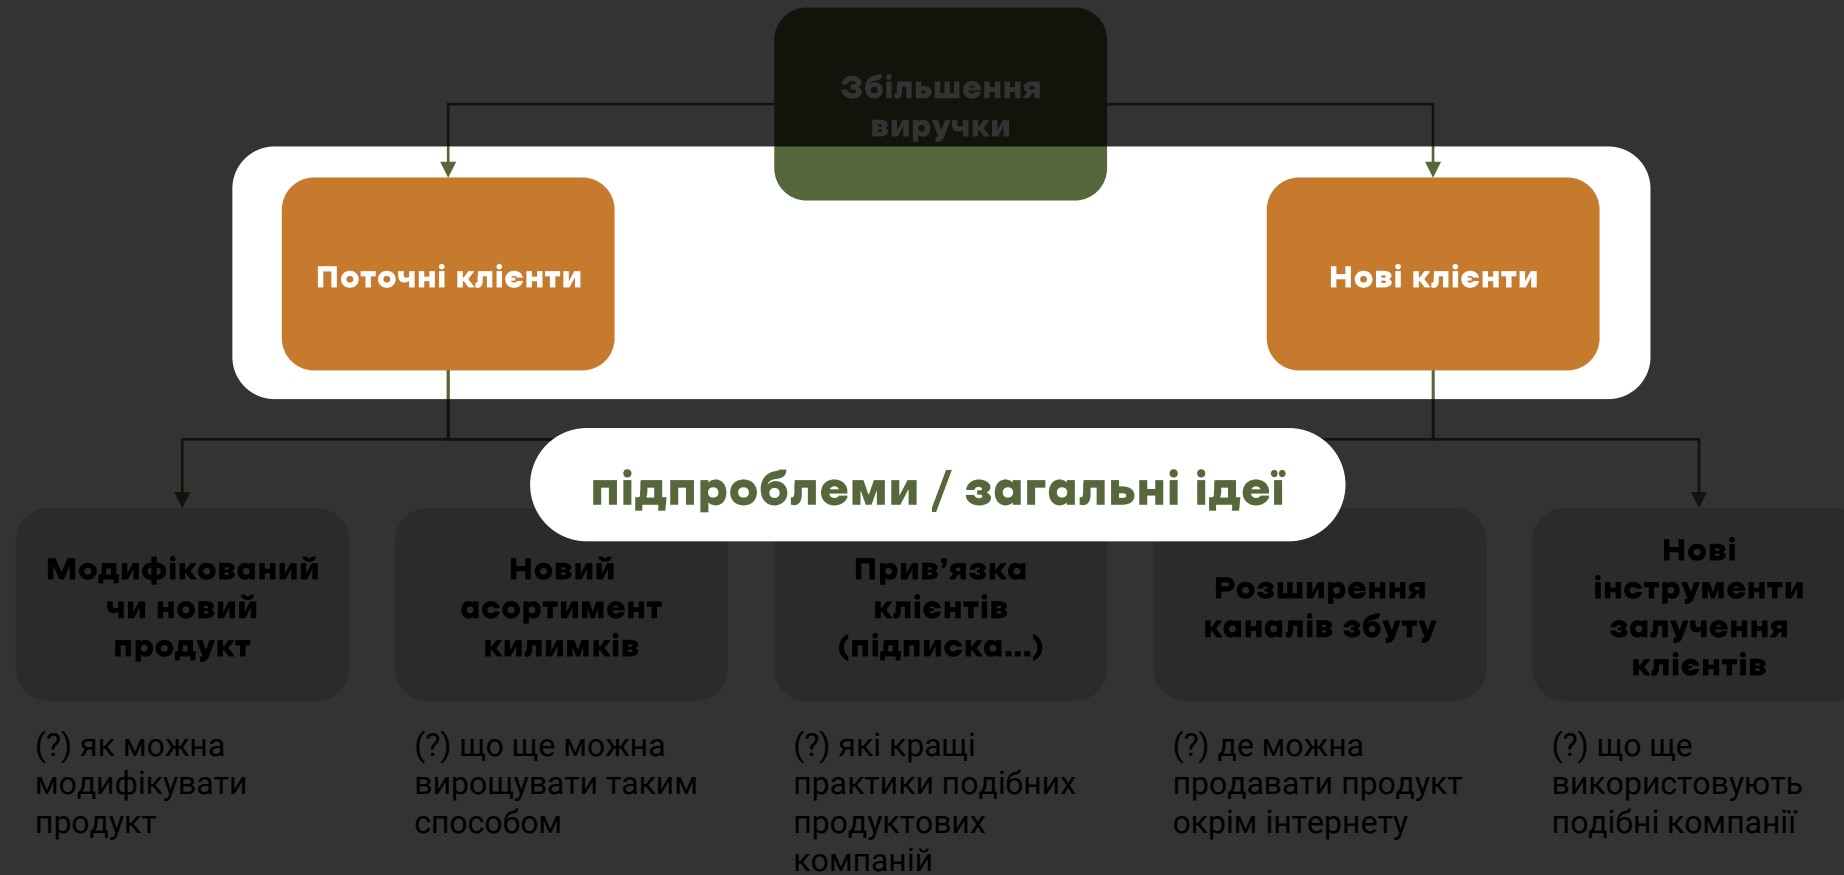 Збільшення
виручки
Поточні клієнти
Нові клієнти
підпроблеми / загальні ідеї
Модифікований
чи новий
продукт
Новий
асортимент
килимків
Прив’язка
клієнтів
(підписка...)
Розширення
каналів збуту
Нові
інструменти
залучення
клієнтів
(?) як можна
модифікувати
продукт
(?) що ще можна
вирощувати таким
способом
(?) які кращі
практики подібних
продуктових
компаній
(?) де можна
продавати продукт
окрім інтернету
(?) що ще
використовують
подібні компанії